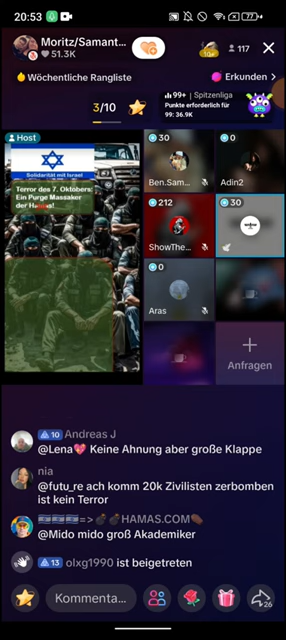 20:53
77
Moritz/Samant...
51.3K
10+
117
Wöchentliche Rangliste
Erkunden >
3/10
99+ | Spitzenliga
Punkte erforderlich für
99: 36.9K
Host
Solidarität mit Israel
Terror des 7. Oktobers:
Ein Purge Massaker
der Hamas!
30
Ben.Sam...
0
Adin2
212
ShowThe...
30
0
Aras
Anfragen
10 Andreas J
@Lena💖 Keine Ahnung aber große Klappe
nia
@futu_re ach komm 20k Zivilisten zerbomben
ist kein Terror
🇮🇱🇮🇱🇮🇱=>💣💣HAMAS.COM⚰️
@Mido mido groß Akademiker
13 olxg1990 ist beigetreten
Kommenta...
26